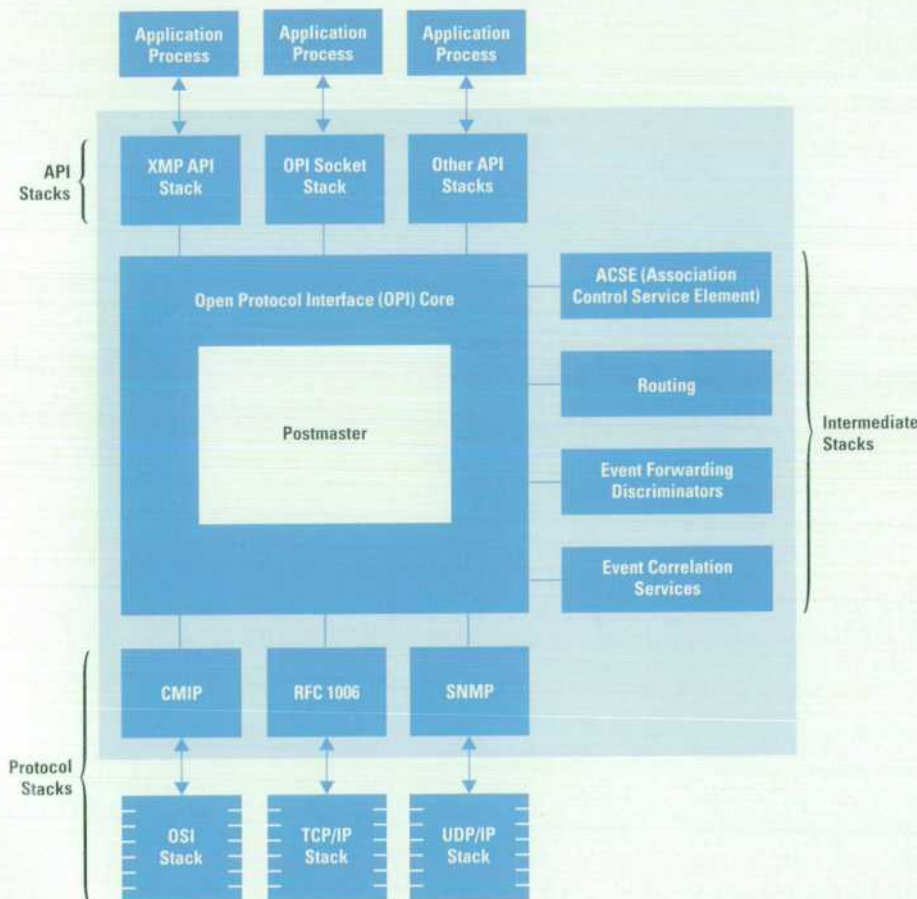 Application
Process
Application
Process
Application
Process
API
Stacks
XMP API
Stack
OPI Socket
Stack
Other API
Stacks
Open Protocol Interface (OPI) Core
Postmaster
ACSE (Association
Control Service Element)
Routing
Event Forwarding
Discriminators
Event Correlation
Services
Intermediate
Stacks
CMIP
RFC 1006
SNMP
Protocol
Stacks
OSI
Stack
TCP/IP
Stack
UDP/IP
Stack